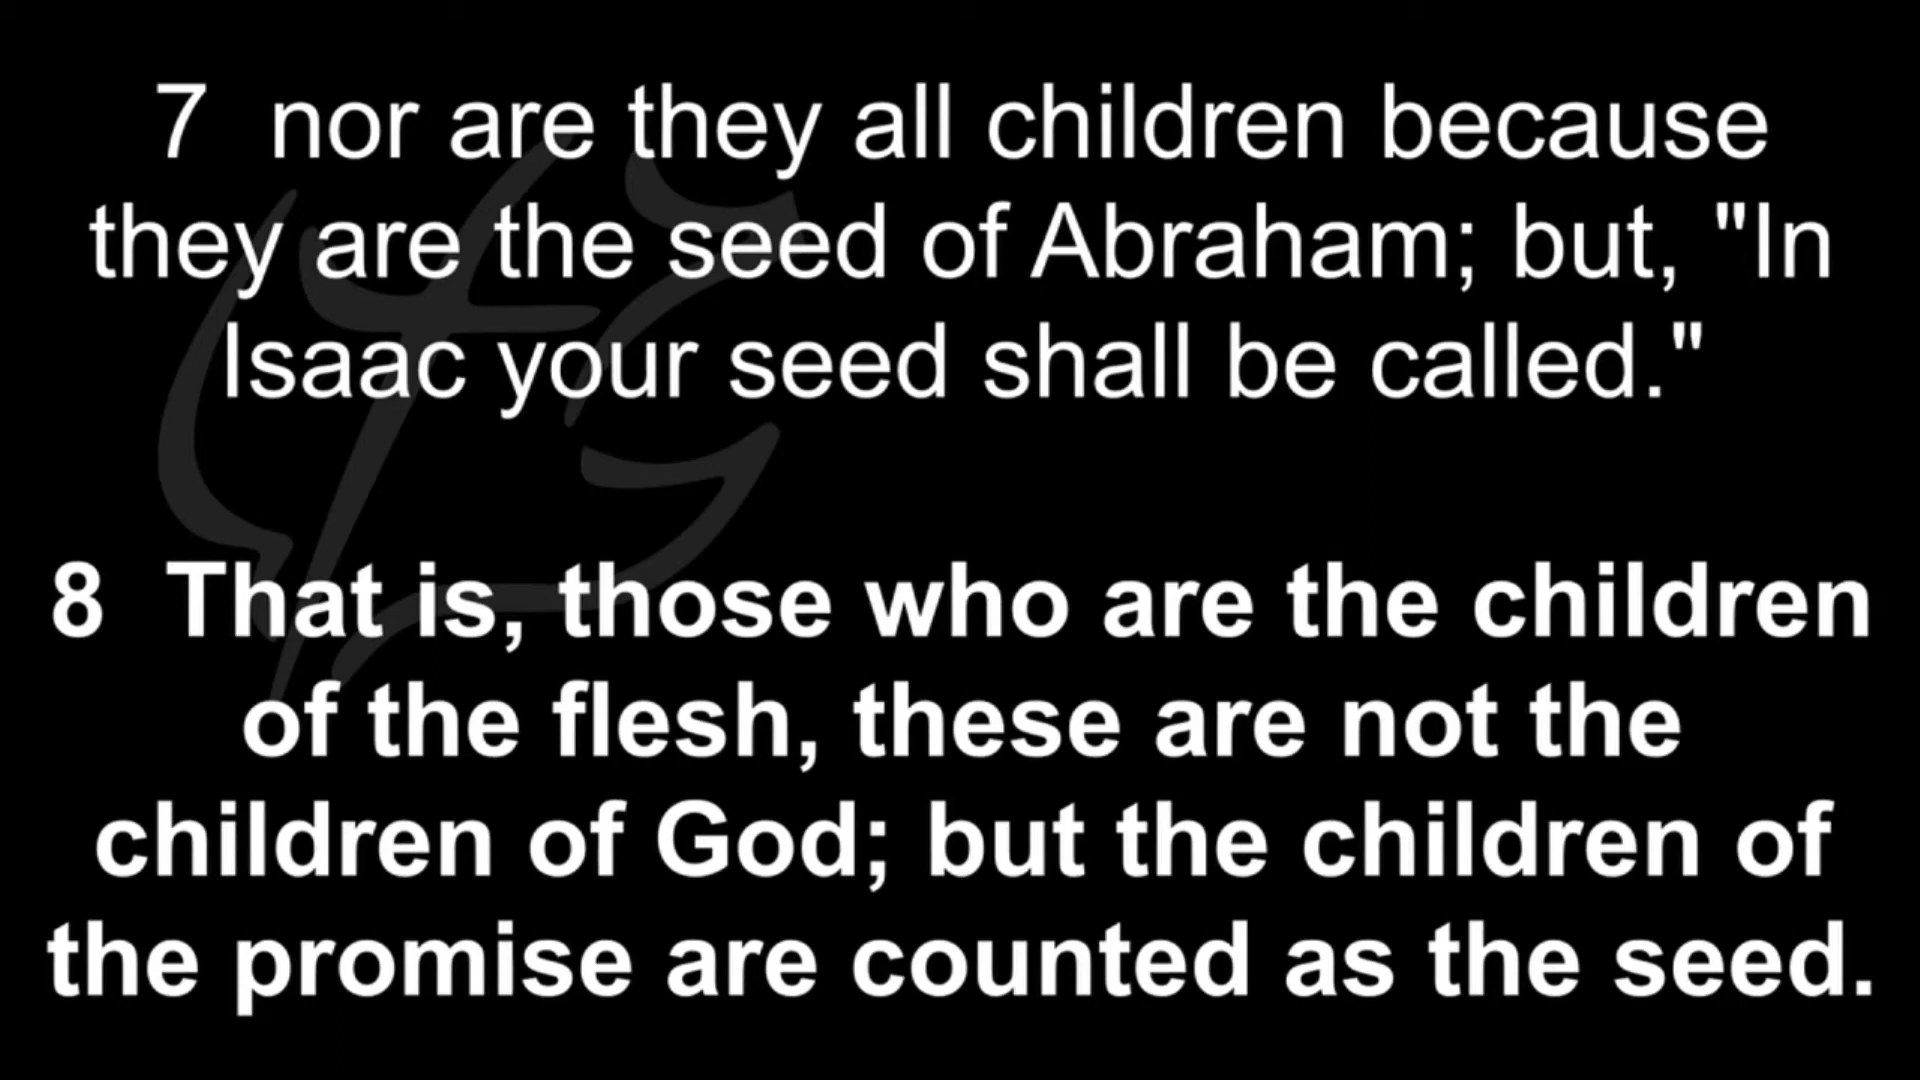 7  nor are they all children because
they are the seed of Abraham; but, "In
Isaac your seed shall be called."
8  That is, those who are the children
of the flesh, these are not the
children of God; but the children of
the promise are counted as the seed.